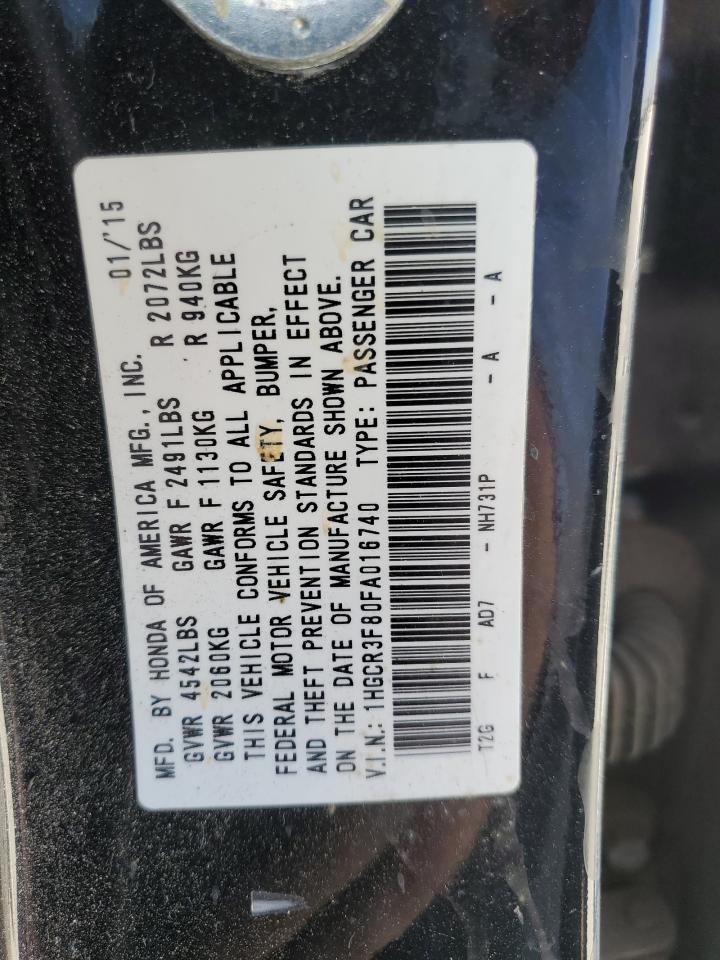 MFD. BY HONDA OF AMERICA MFG., INC. 01/'15
GVWR 4542LBS GAWR F 2491LBS R 2072LBS
GVWR 2060KG GAWR F 1130KG R 940KG
THIS VEHICLE CONFORMS TO ALL APPLICABLE
FEDERAL MOTOR VEHICLE SAFETY, BUMPER,
AND THEFT PREVENTION STANDARDS IN EFFECT
ON THE DATE OF MANUFACTURE SHOWN ABOVE.
V.I.N.: 1HGCR3F80FA016740 TYPE: PASSENGER CAR
T2G F AD7 - NH731P - A - A